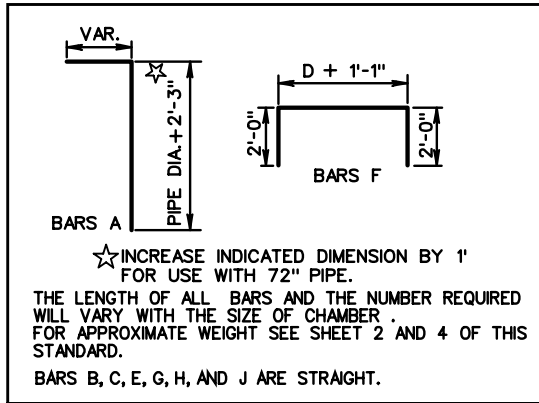 VAR.
D + 1'-1"
PIPE DIA.+2'-3"
2'-0"
2'-0"
BARS F
BARS A
☆INCREASE INDICATED DIMENSION BY 1'
FOR USE WITH 72" PIPE.
THE LENGTH OF ALL BARS AND THE NUMBER REQUIRED
WILL VARY WITH THE SIZE OF CHAMBER .
FOR APPROXIMATE WEIGHT SEE SHEET 2 AND 4 OF THIS
STANDARD.
BARS B, C, E, G, H, AND J ARE STRAIGHT.